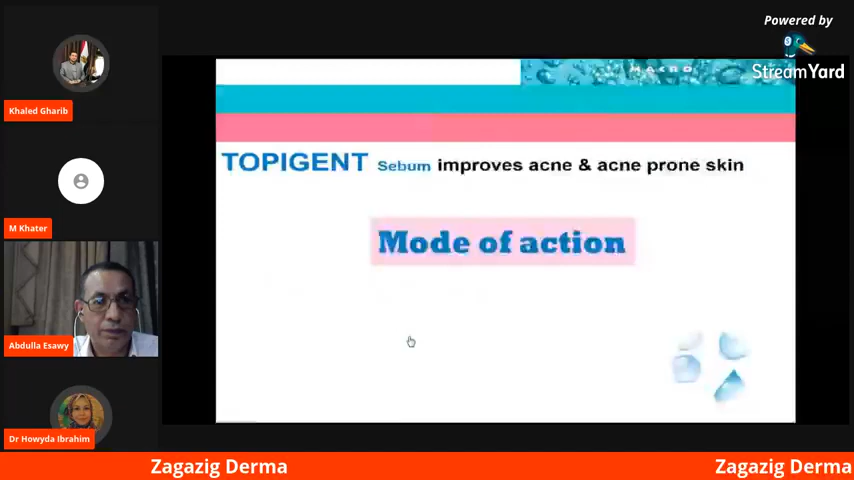 Powered by
StreamYard
MACRO
Khaled Gharib
TOPIGENT Sebum improves acne & acne prone skin
M Khater
Mode of action
Abdulla Esawy
Dr Howyda Ibrahim
Zagazig Derma
Zagazig Derma